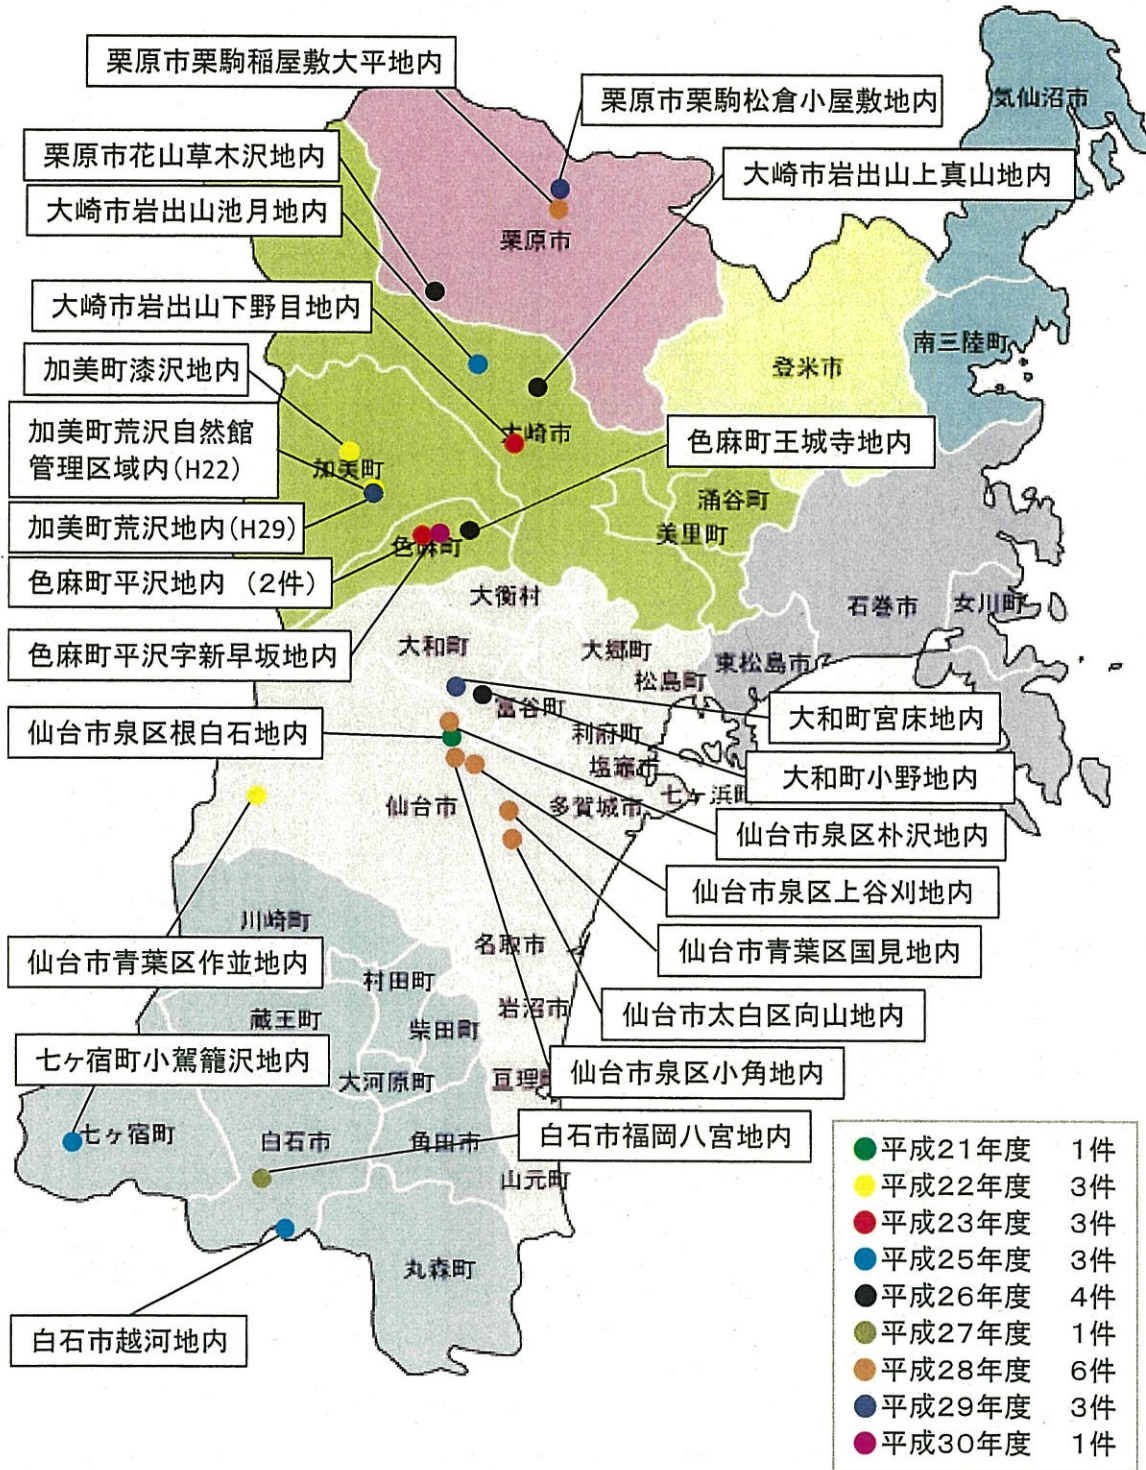 栗原市栗駒稲屋敷大平地内
栗原市栗駒松倉小屋敷地内
気仙沼市
栗原市花山草木沢地内
大崎市岩出山上真山地内
大崎市岩出山池月地内
栗原市
大崎市岩出山下野目地内
南三陸町
加美町漆沢地内
登米市
加美町荒沢自然館
管理区域内(H22)
大崎市
色麻町王城寺地内
加美町
涌谷町
加美町荒沢地内(H29)
美里町
色麻町
色麻町平沢地内 (2件)
大衡村
石巻市
女川町
色麻町平沢字新早坂地内
大和町
大郷町
松島町
東松島市
富谷町
大和町宮床地内
仙台市泉区根白石地内
利府町
塩竈市
大和町小野地内
仙台市
多賀城市
七ヶ浜町
仙台市泉区朴沢地内
仙台市泉区上谷刈地内
川崎町
名取市
仙台市青葉区国見地内
仙台市青葉区作並地内
村田町
岩沼市
仙台市太白区向山地内
蔵王町
柴田町
七ヶ宿町小駕籠沢地内
大河原町
亘理町
仙台市泉区小角地内
七ヶ宿町
白石市
角田市
白石市福岡八宮地内
山元町
丸森町
白石市越河地内
平成21年度 1件
平成22年度 3件
平成23年度 3件
平成25年度 3件
平成26年度 4件
平成27年度 1件
平成28年度 6件
平成29年度 3件
平成30年度 1件